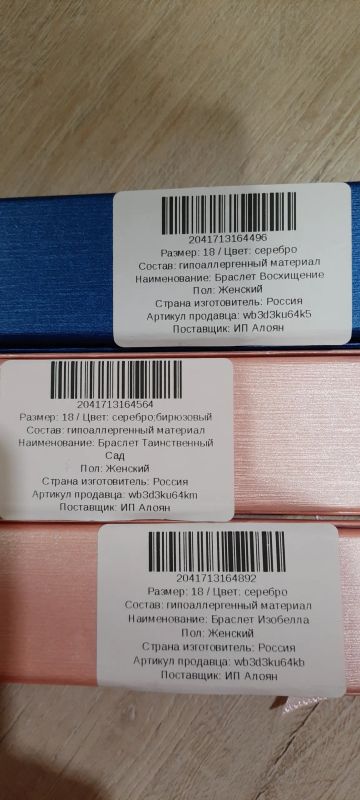 2041713164496
Размер: 18 / Цвет: серебро
Состав: гипоаллергенный материал
Наименование: Браслет Восхищение
Пол: Женский
Страна изготовитель: Россия
Артикул продавца: wb3d3ku64k5
Поставщик: ИП Алоян
2041713164564
Размер: 18 / Цвет: серебро;бирюзовый
Состав: гипоаллергенный материал
Наименование: Браслет Таинственный
Сад
Пол: Женский
Страна изготовитель: Россия
Артикул продавца: wb3d3ku64km
Поставщик: ИП Алоян
2041713164892
Размер: 18 / Цвет: серебро
Состав: гипоаллергенный материал
Наименование: Браслет Изобелла
Пол: Женский
Страна изготовитель: Россия
Артикул продавца: wb3d3ku64kb
Поставщик: ИП Алоян